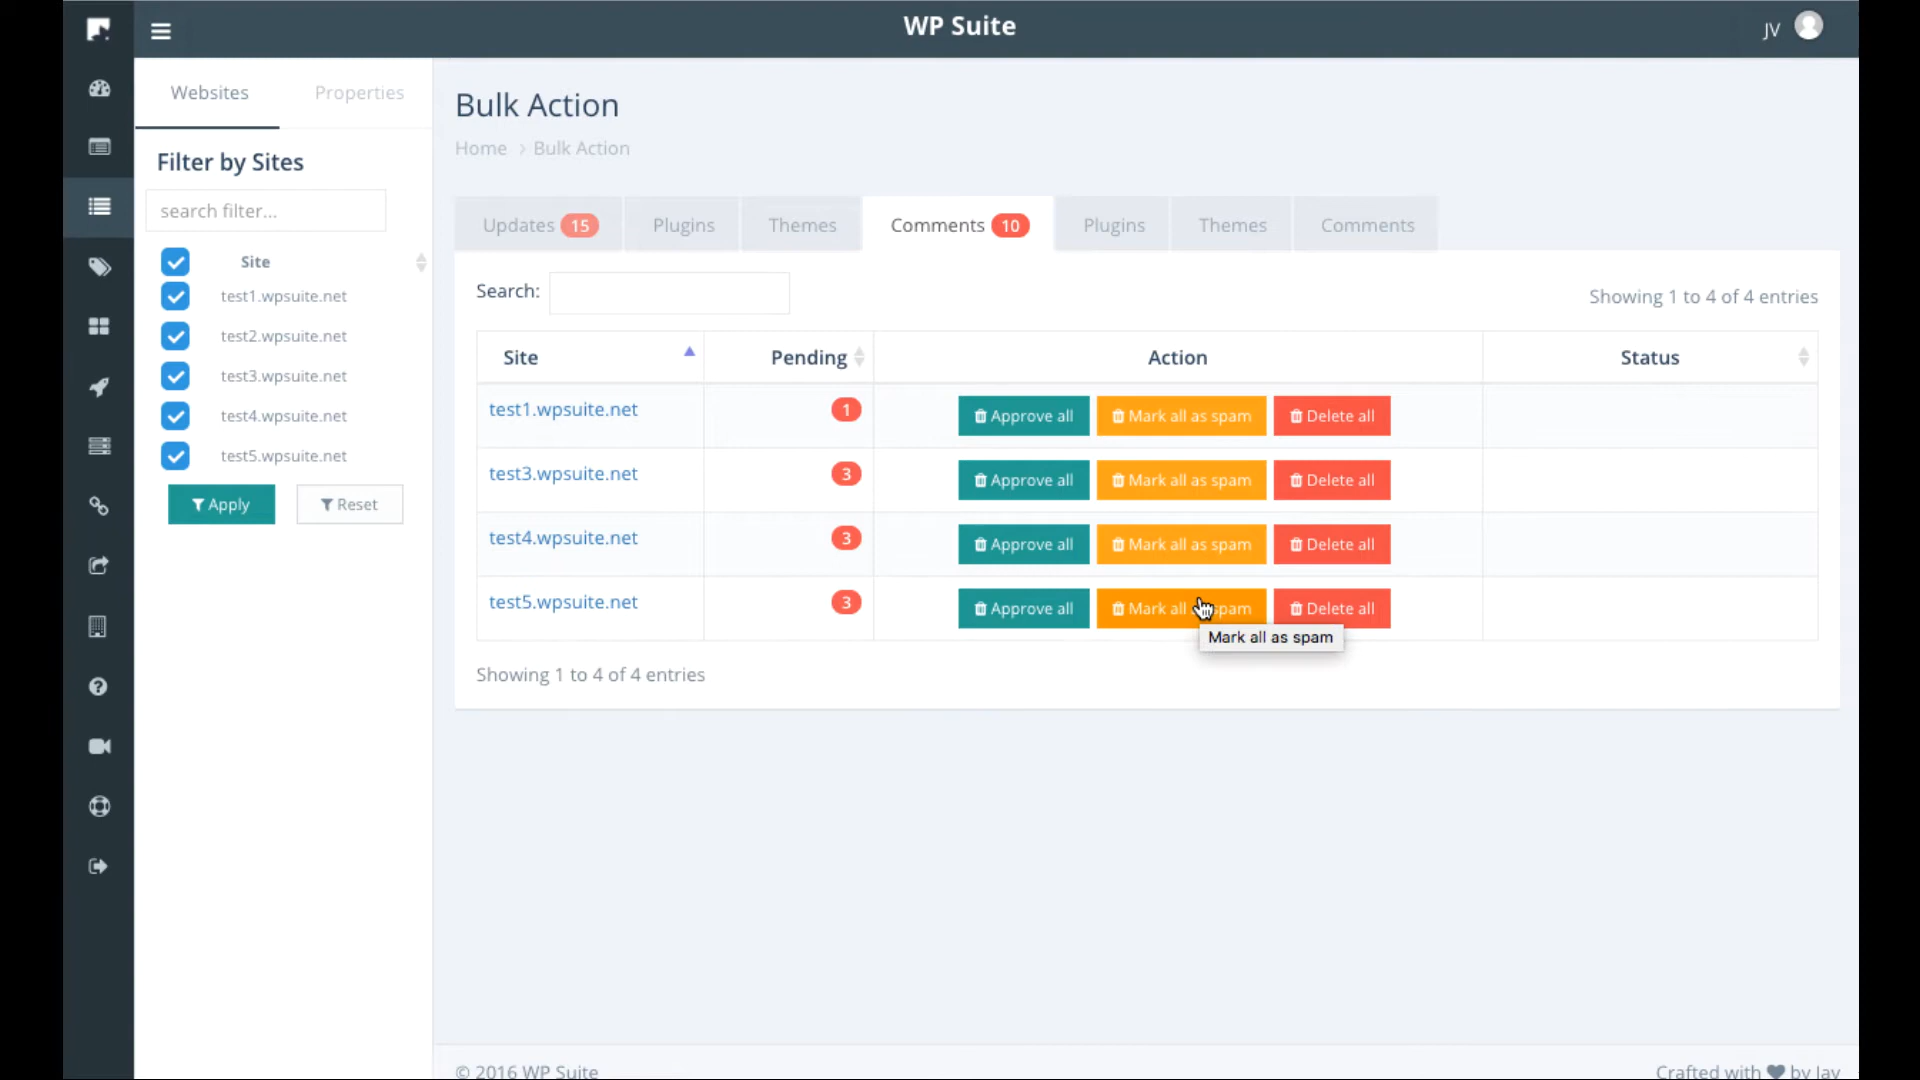 WP Suite
JV
Websites
Properties
Filter by Sites
search filter...
Site
test1.wpsuite.net
test2.wpsuite.net
test3.wpsuite.net
test4.wpsuite.net
test5.wpsuite.net
Apply
Reset
Bulk Action
Home > Bulk Action
Updates 15
Plugins
Themes
Comments 10
Plugins
Themes
Comments
Search:
Showing 1 to 4 of 4 entries
Site Pending Action Status
test1.wpsuite.net 1 Approve all Mark all as spam Delete all
test3.wpsuite.net 3 Approve all Mark all as spam Delete all
test4.wpsuite.net 3 Approve all Mark all as spam Delete all
test5.wpsuite.net 3 Approve all Mark all spam Delete all
Mark all as spam
Showing 1 to 4 of 4 entries
© 2016 WP Suite
Crafted with ♥ by Jay